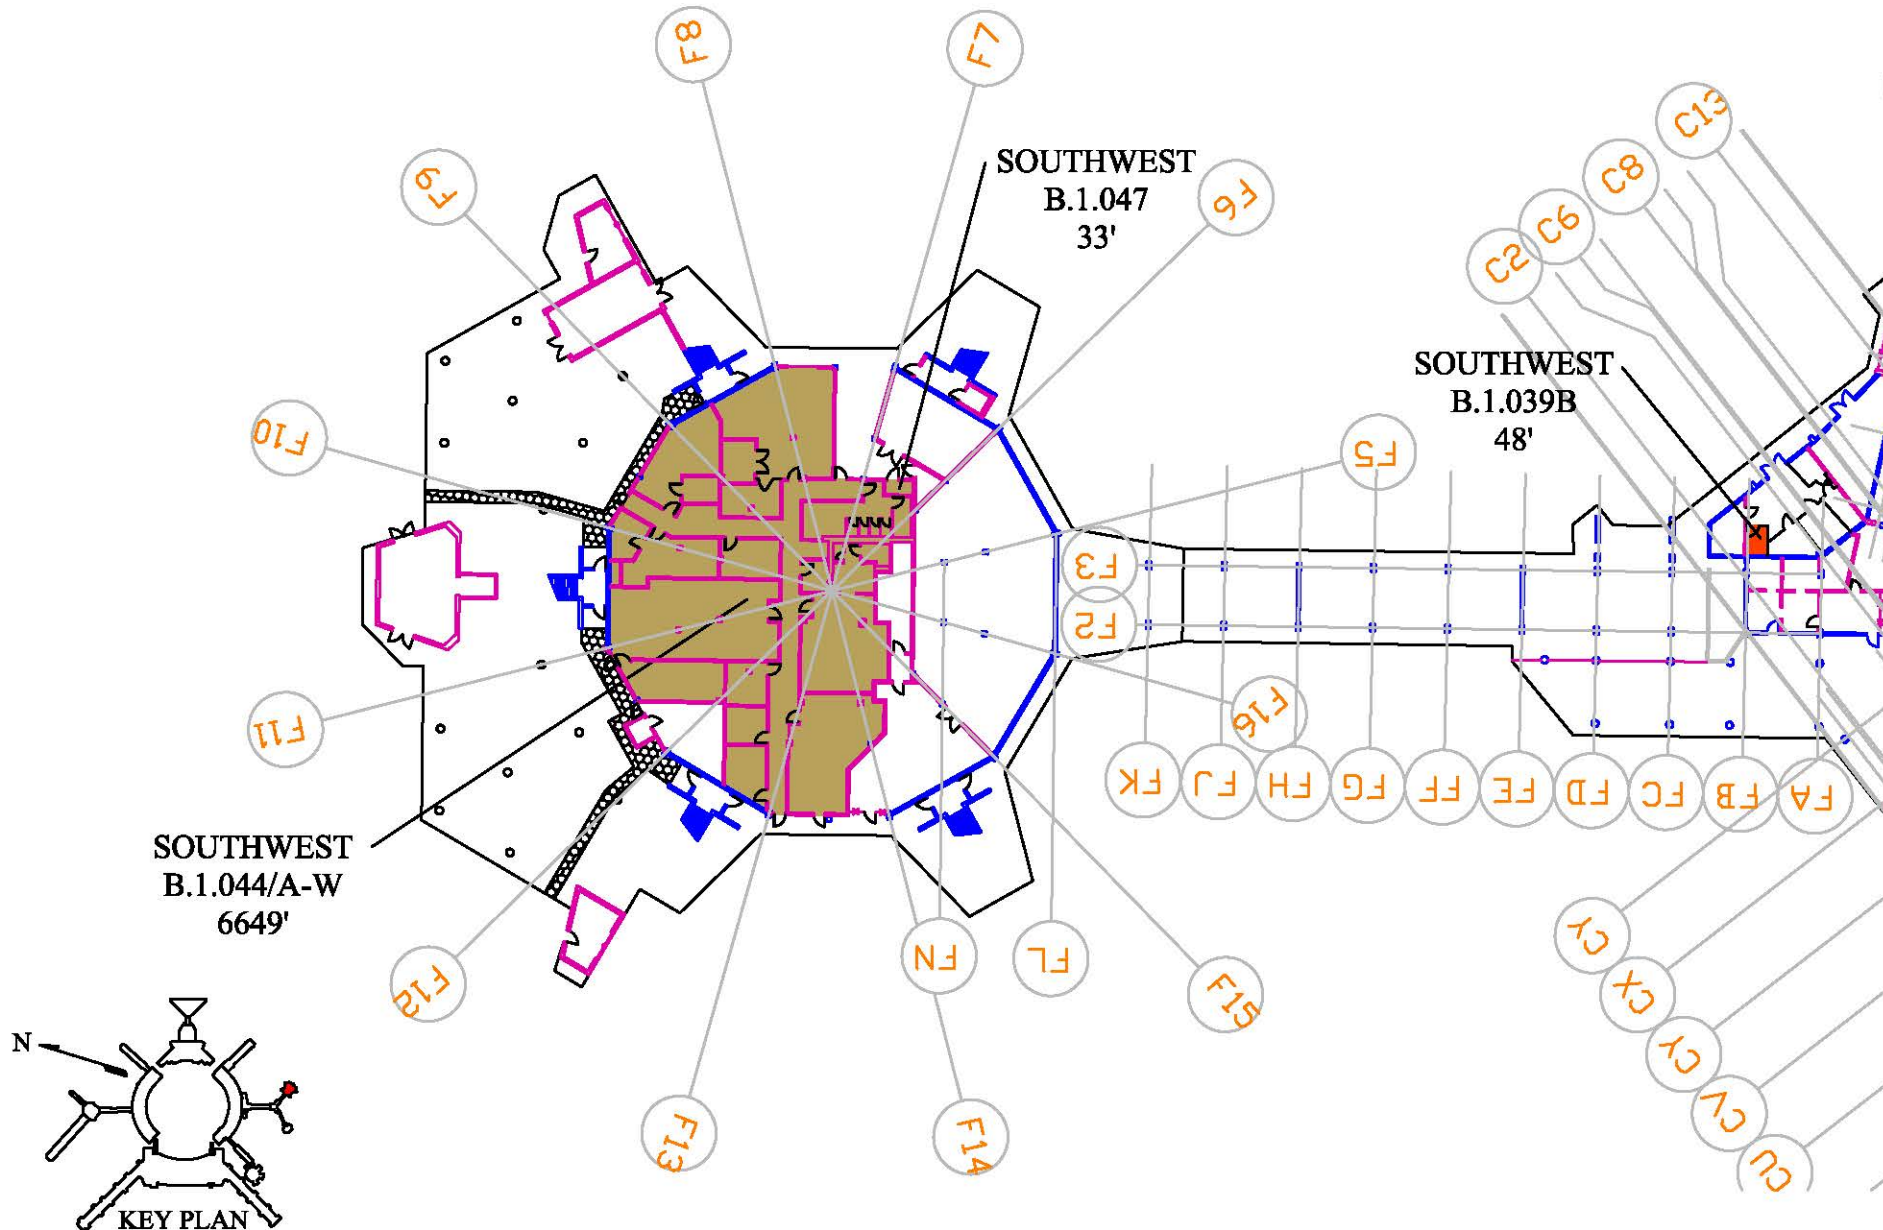 F8
F7
C13
SOUTHWEST
B.1.047
33'
F9
F6
C8
C6
C2
SOUTHWEST
B.1.039B
48'
F10
F5
F3
F2
F11
F16
FK
FJ
FH
FG
FF
FE
FD
FC
FB
FA
SOUTHWEST
B.1.044/A-W
6649'
F12
FN
FL
F15
CY
CX
CY
CV
CU
F13
F14
N
KEY PLAN